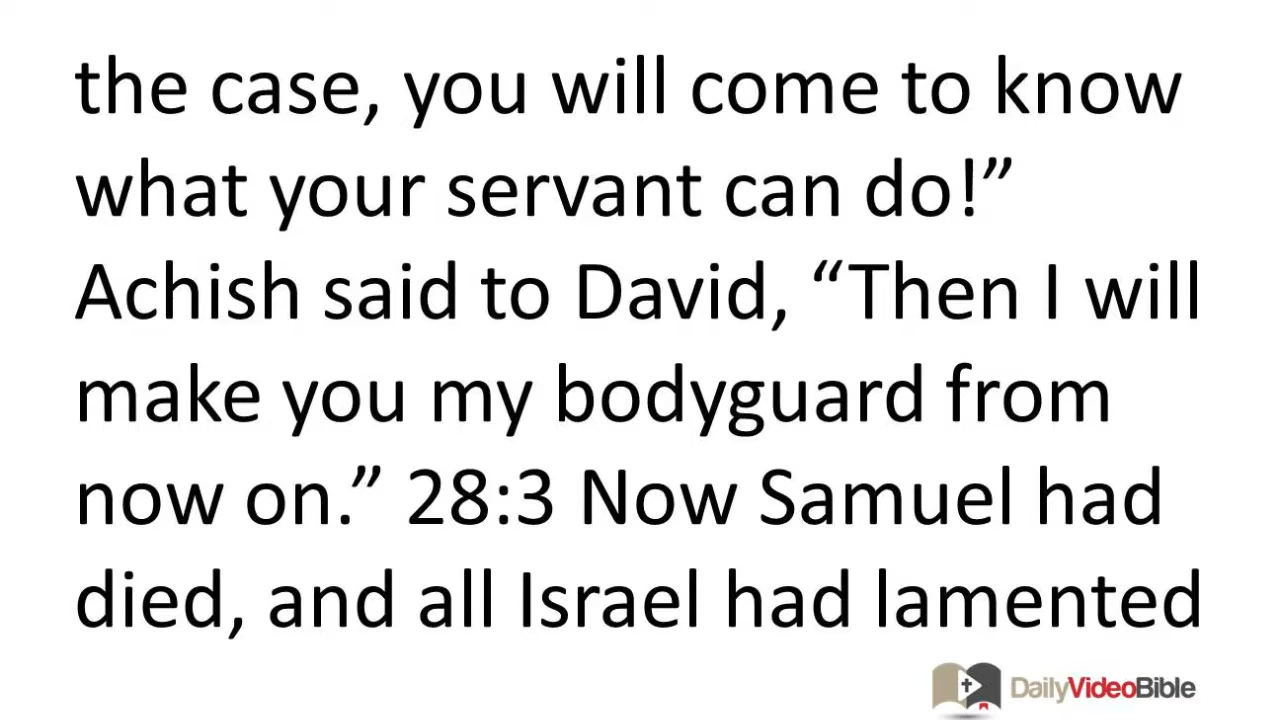 the case, you will come to know
what your servant can do!”
Achish said to David, “Then I will
make you my bodyguard from
now on.” 28:3 Now Samuel had
died, and all Israel had lamented
DailyVideoBible